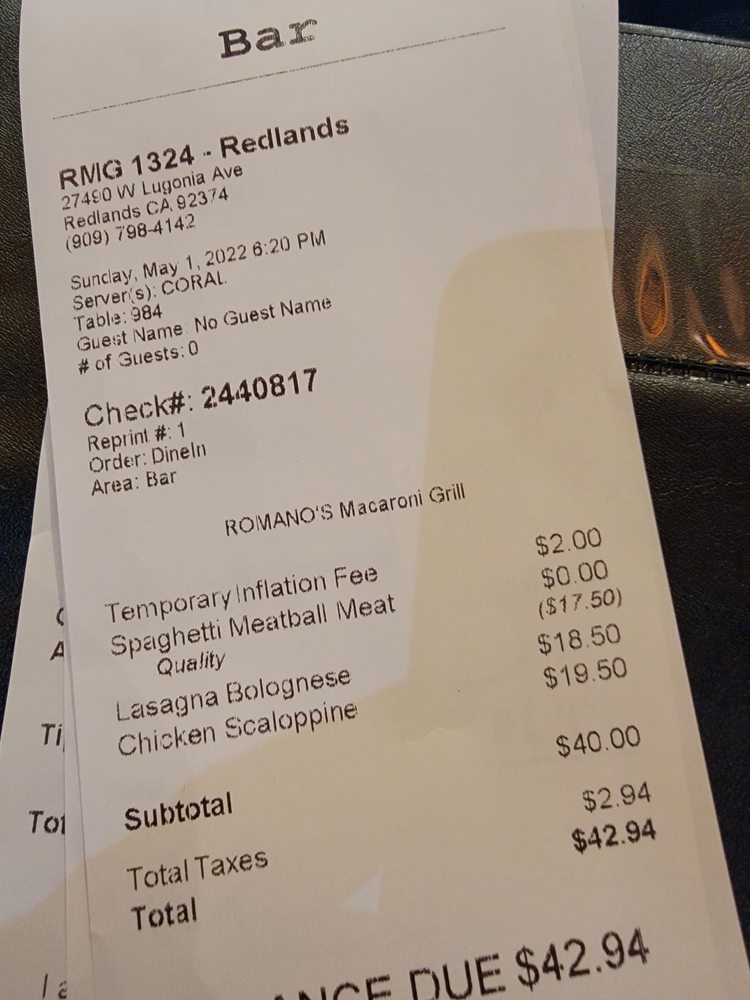 Bar
RMG 1324 - Redlands
27490 W Lugonia Ave
Redlands CA 92374
(909) 798-4142
Sunday, May 1, 2022 6:20 PM
Server(s): CORAL
Table: 984
Guest Name: No Guest Name
# of Guests: 0
Check#: 2440817
Reprint #: 1
Order: DineIn
Area: Bar
ROMANO'S Macaroni Grill
Temporary Inflation Fee $2.00
Spaghetti Meatball Meat $0.00
Quality ($17.50)
Lasagna Bolognese $18.50
Chicken Scaloppine $19.50
Subtotal $40.00
Total Taxes $2.94
Total $42.94
DUE $42.94